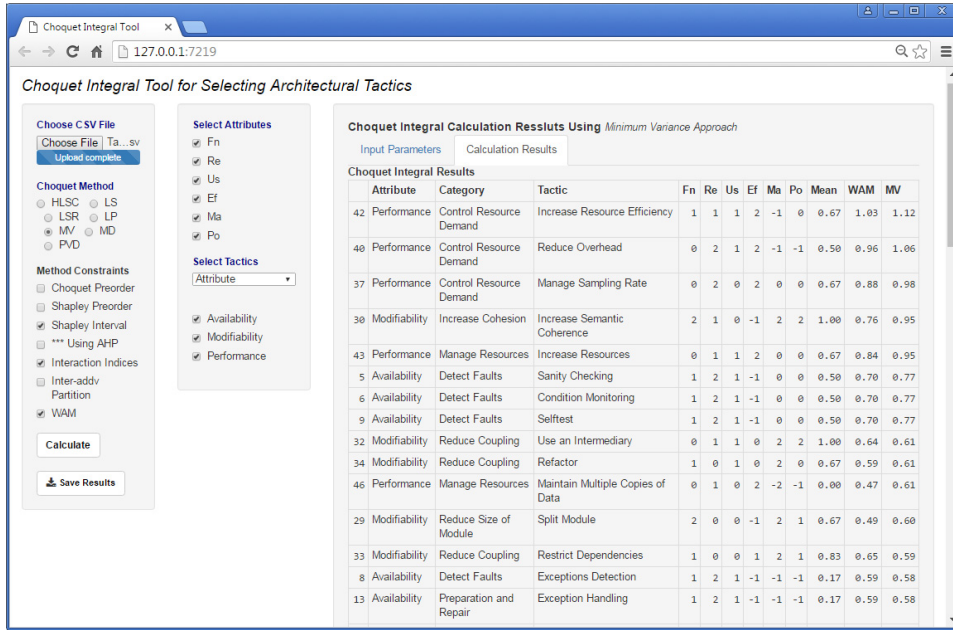 Choquet Integral Tool
127.0.0.1:7219
Choquet Integral Tool for Selecting Architectural Tactics
Choose CSV File
Choose File Ta...sv
Upload complete
Choquet Method
HLSC LS
LSR LP
MV MD
PVD
Method Constraints
Choquet Preorder
Shapley Preorder
Shapley Interval
*** Using AHP
Interaction Indices
Inter-addv
Partition
WAM
Calculate
Save Results
Select Attributes
Fn
Re
Us
Ef
Ma
Po
Select Tactics
Attribute
Availability
Modifiability
Performance
Choquet Integral Calculation Ressluts Using Minimum Variance Approach
Input Parameters Calculation Results
Choquet Integral Results
Attribute Category Tactic Fn Re Us Ef Ma Po Mean WAM MV
42 Performance Control Resource Demand Increase Resource Efficiency 1 1 1 2 -1 0 0.67 1.03 1.12
40 Performance Control Resource Demand Reduce Overhead 0 2 1 2 -1 -1 0.50 0.96 1.06
37 Performance Control Resource Demand Manage Sampling Rate 0 2 0 2 0 0 0.67 0.88 0.98
30 Modifiability Increase Cohesion Increase Semantic Coherence 2 1 0 -1 2 2 1.00 0.76 0.95
43 Performance Manage Resources Increase Resources 0 1 1 2 0 0 0.67 0.84 0.95
5 Availability Detect Faults Sanity Checking 1 2 1 -1 0 0 0.50 0.70 0.77
6 Availability Detect Faults Condition Monitoring 1 2 1 -1 0 0 0.50 0.70 0.77
9 Availability Detect Faults Selftest 1 2 1 -1 0 0 0.50 0.70 0.77
32 Modifiability Reduce Coupling Use an Intermediary 0 1 1 0 2 2 1.00 0.64 0.61
34 Modifiability Reduce Coupling Refactor 1 0 1 0 2 0 0.67 0.59 0.61
46 Performance Manage Resources Maintain Multiple Copies of Data 0 1 0 2 -2 -1 0.00 0.47 0.61
29 Modifiability Reduce Size of Module Split Module 2 0 0 -1 2 1 0.67 0.49 0.60
33 Modifiability Reduce Coupling Restrict Dependencies 1 0 0 1 2 1 0.83 0.65 0.59
8 Availability Detect Faults Exceptions Detection 1 2 1 -1 -1 -1 0.17 0.59 0.58
13 Availability Preparation and Repair Exception Handling 1 2 1 -1 -1 -1 0.17 0.59 0.58